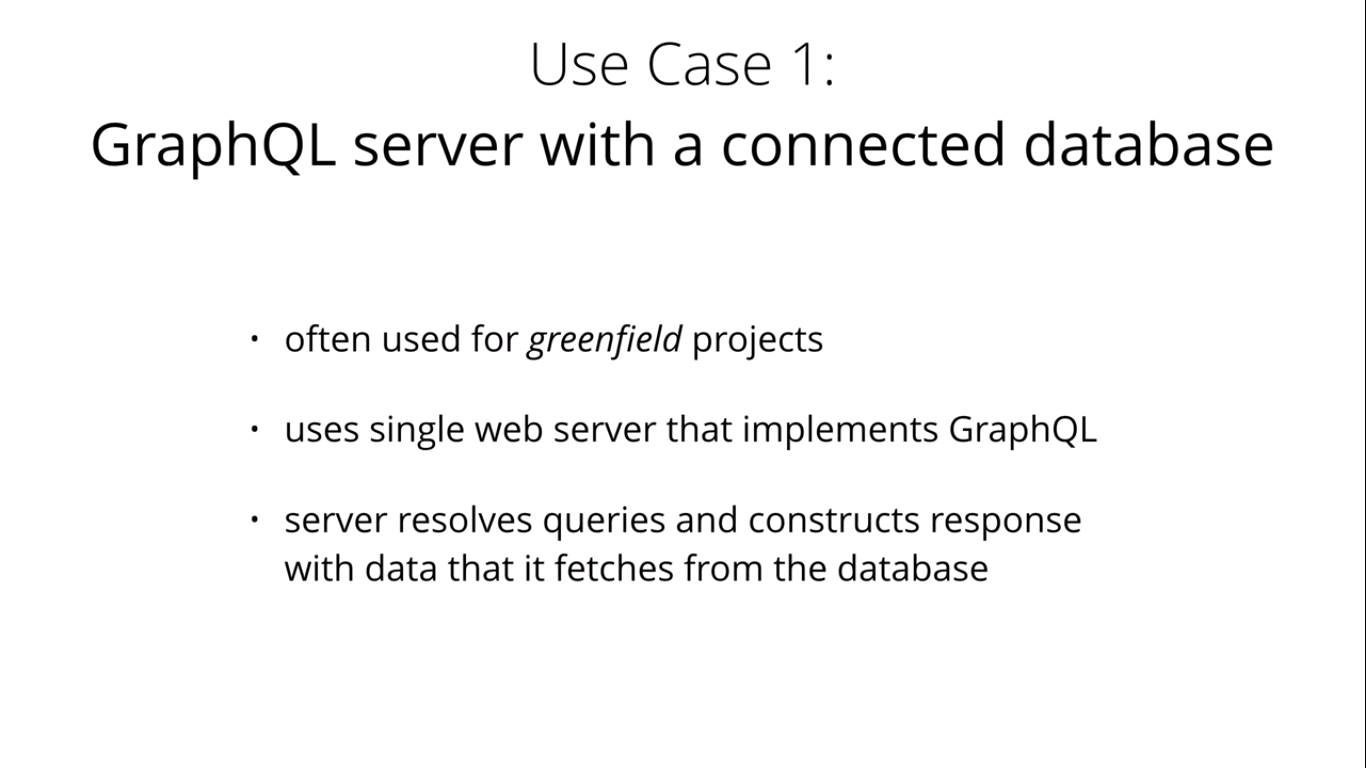 Use Case 1:
GraphQL server with a connected database
• often used for greenfield projects
• uses single web server that implements GraphQL
• server resolves queries and constructs response
with data that it fetches from the database